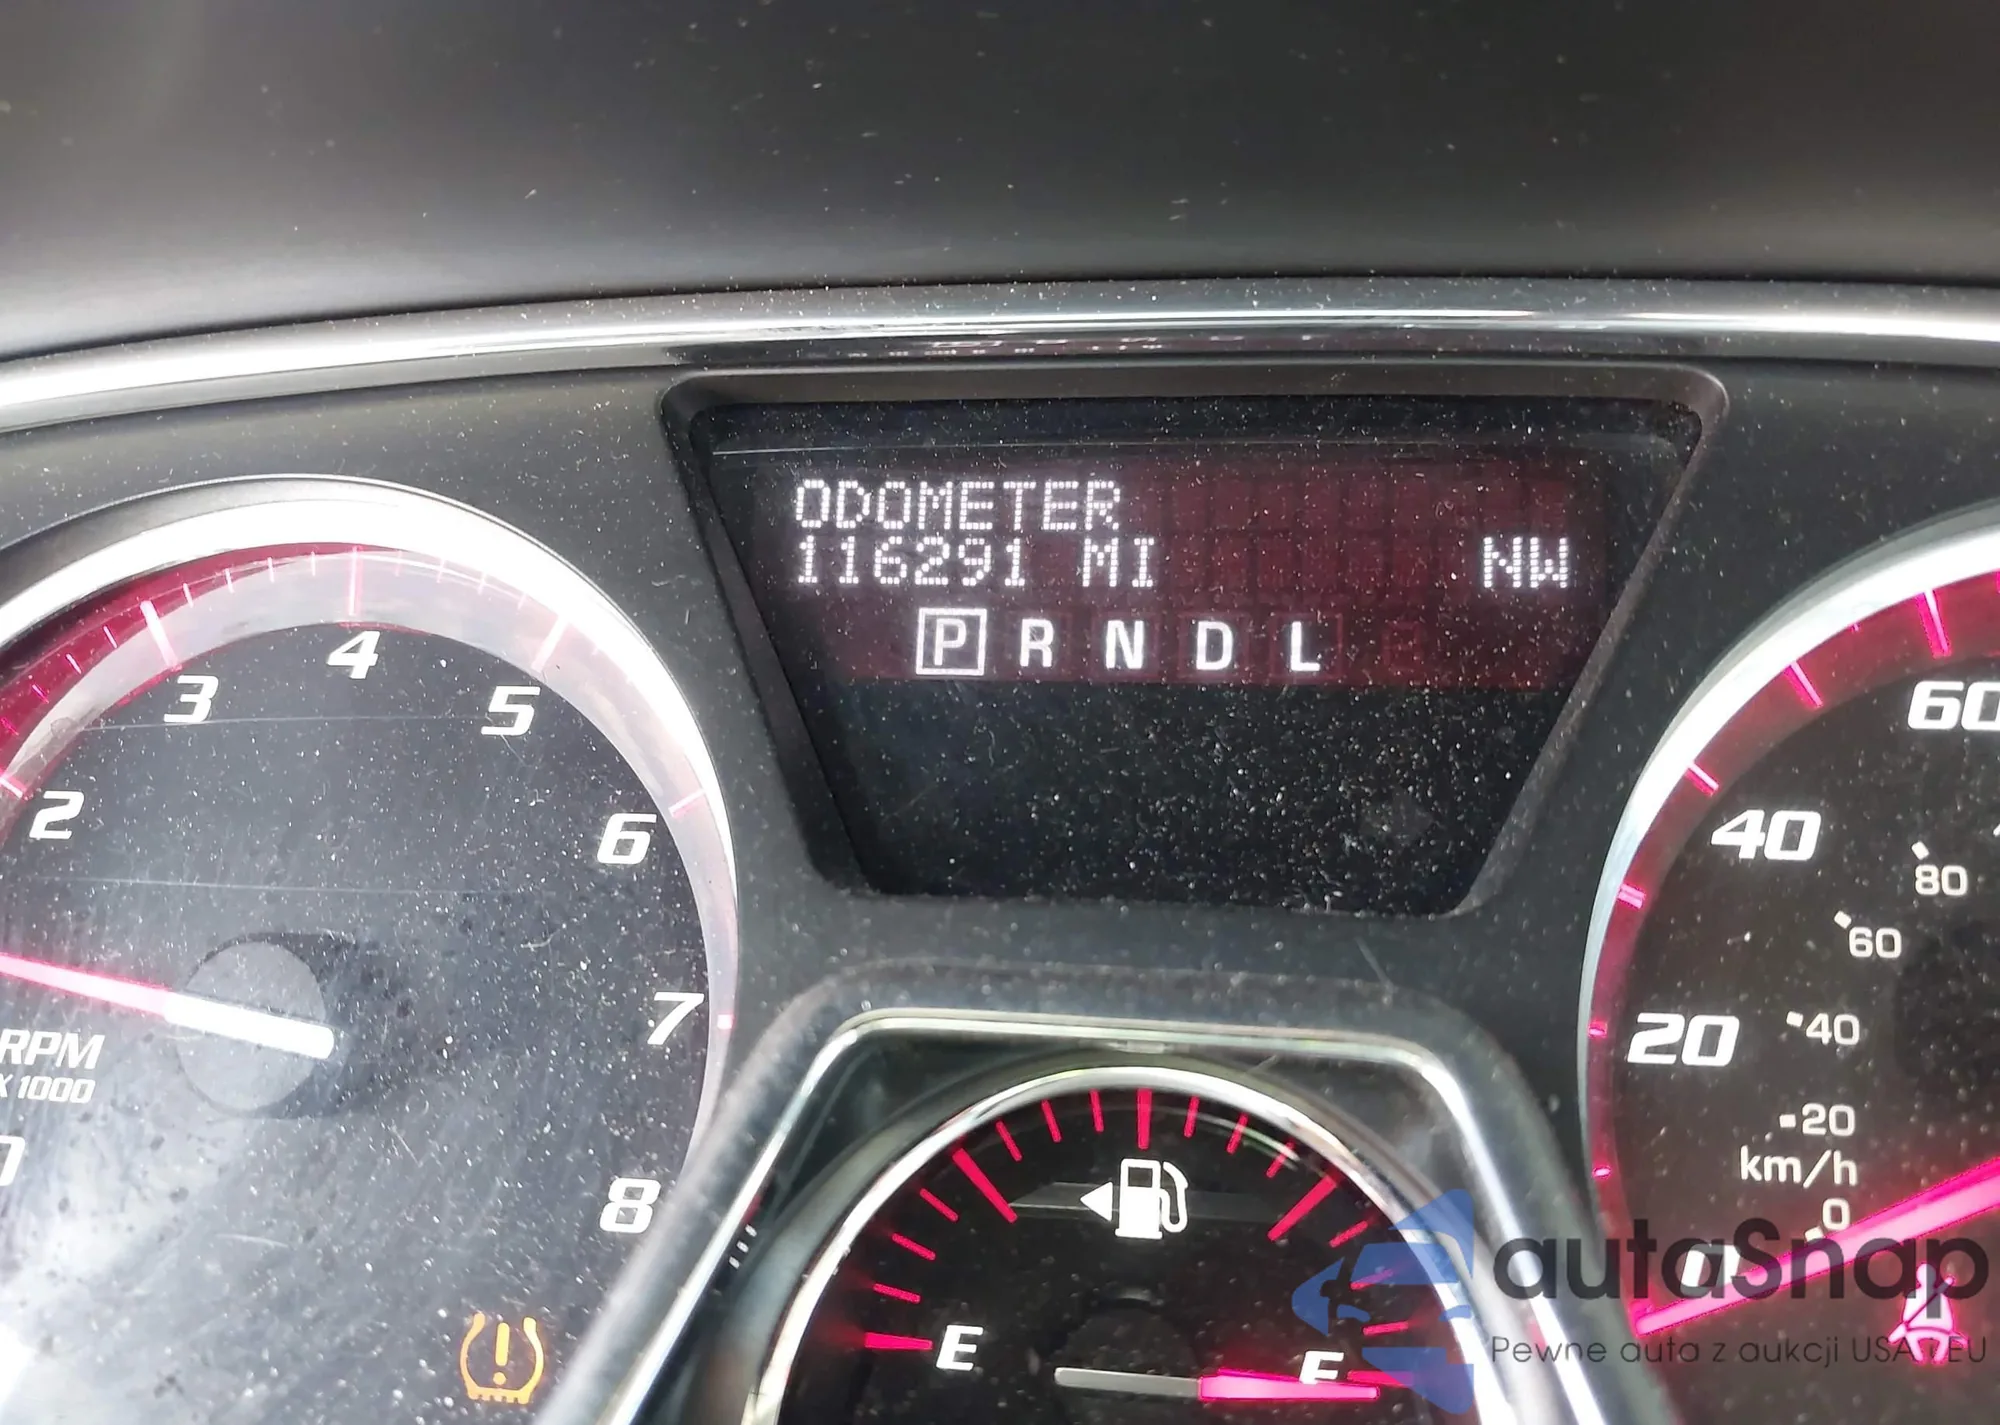 ODOMETER
116291 MI NW
P R N D L
2 3 4 5 6 7 8
RPM
X 1000
60
40
20
0
80
60
40
20
km/h
0
E F
autaSnap
Pewne auta z aukcji USA i EU